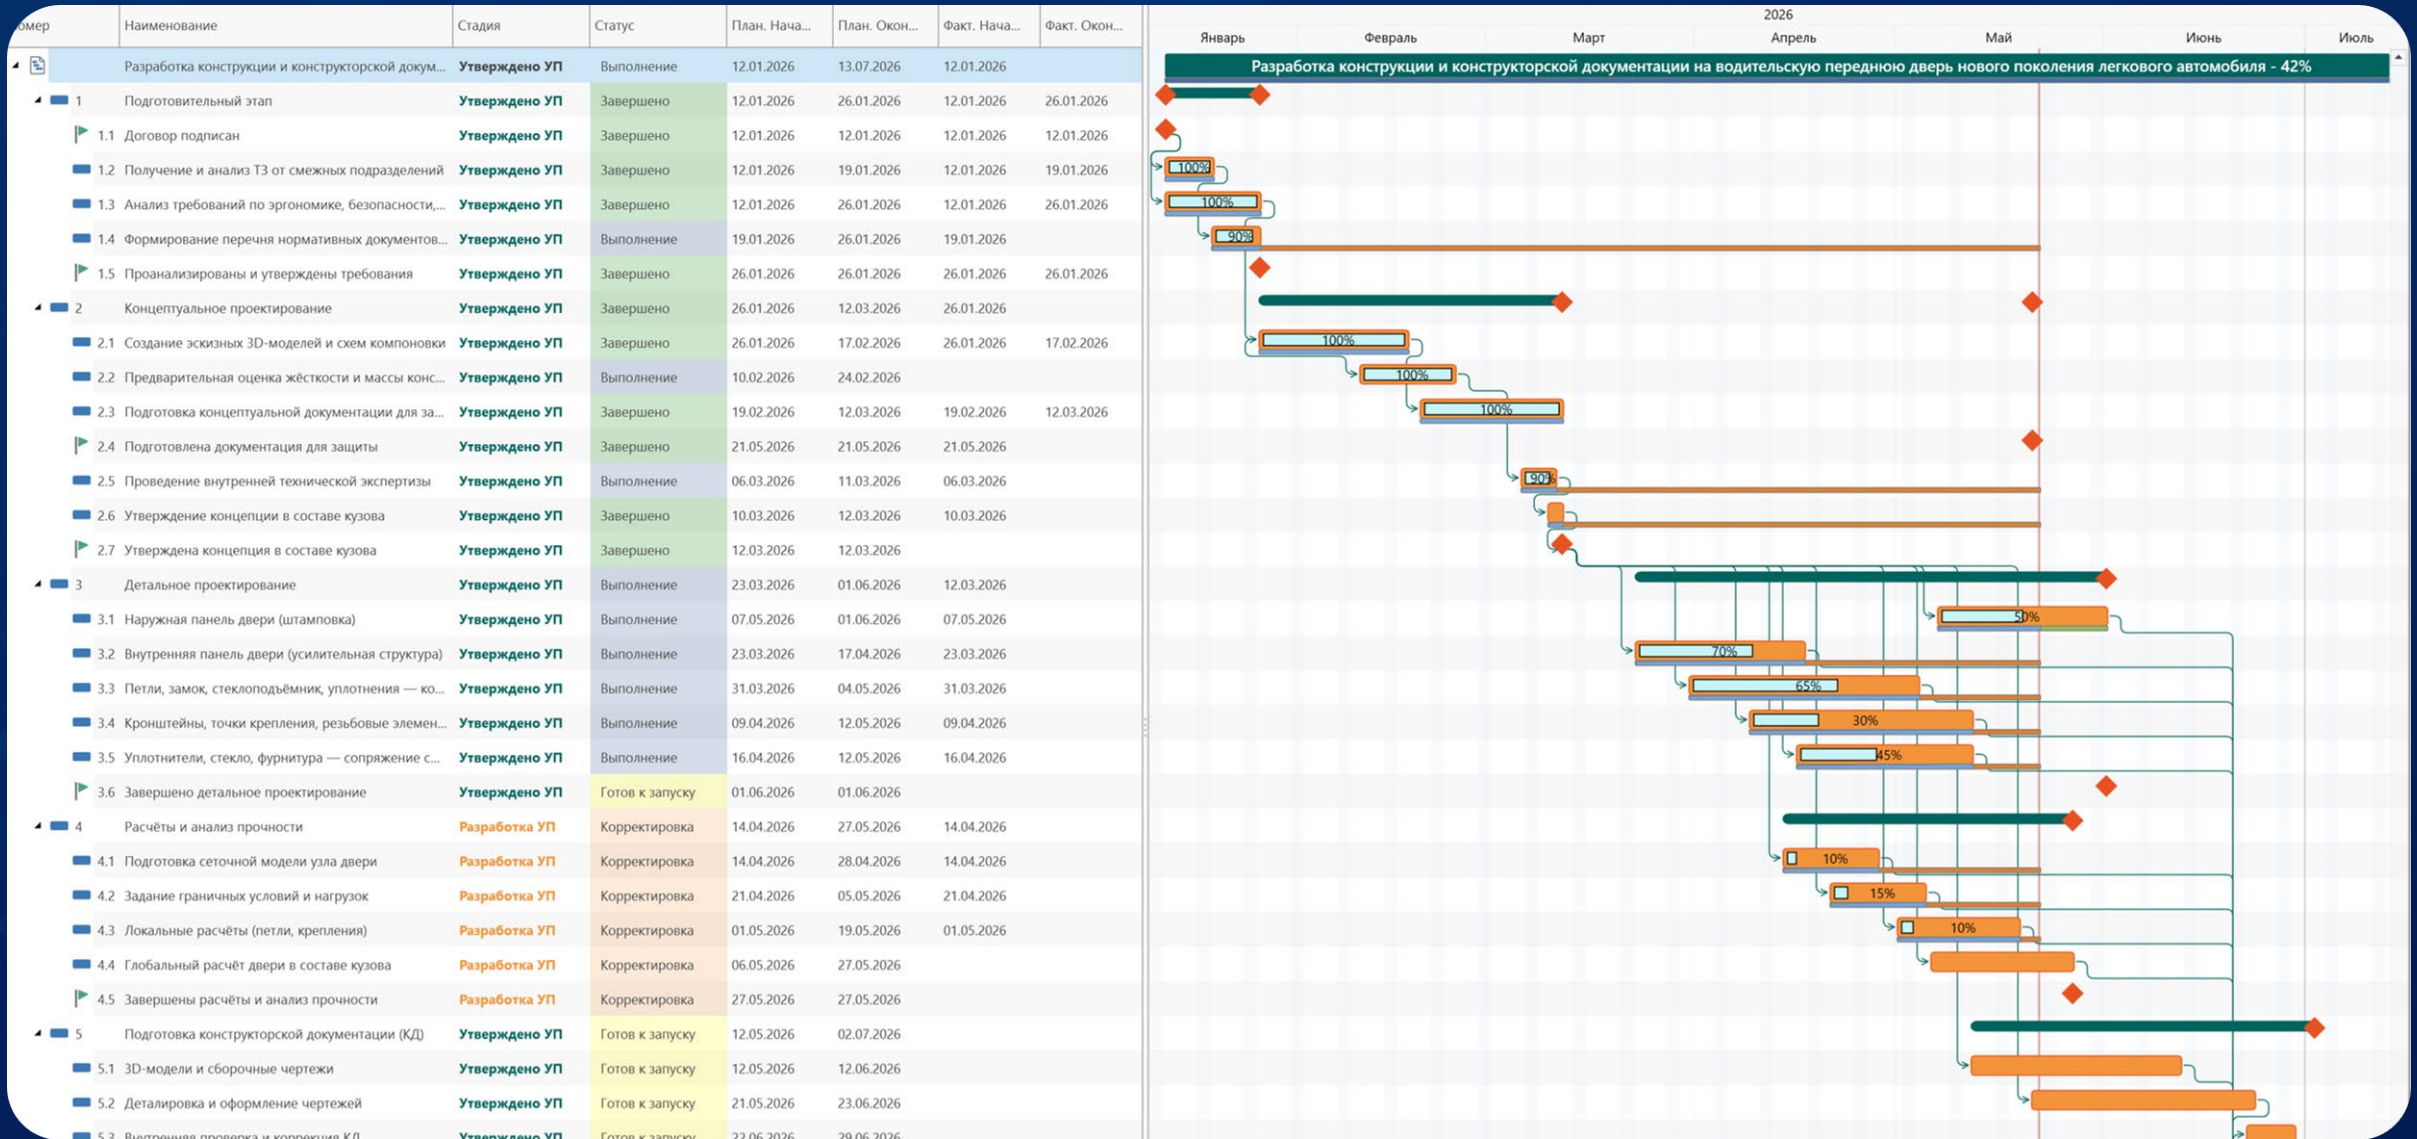 омер Наименование Стадия Статус План. Нача... План. Окон... Факт. Нача... Факт. Окон...
2026
Январь Февраль Март Апрель Май Июнь Июль
Разработка конструкции и конструкторской докум... Утверждено УП Выполнение 12.01.2026 13.07.2026 12.01.2026
Разработка конструкции и конструкторской документации на водительскую переднюю дверь нового поколения легкового автомобиля - 42%
1 Подготовительный этап Утверждено УП Завершено 12.01.2026 26.01.2026 12.01.2026 26.01.2026
1.1 Договор подписан Утверждено УП Завершено 12.01.2026 12.01.2026 12.01.2026 12.01.2026
1.2 Получение и анализ ТЗ от смежных подразделений Утверждено УП Завершено 12.01.2026 19.01.2026 12.01.2026 19.01.2026 100%
1.3 Анализ требований по эргономике, безопасности,... Утверждено УП Завершено 12.01.2026 26.01.2026 12.01.2026 26.01.2026 100%
1.4 Формирование перечня нормативных документов... Утверждено УП Выполнение 19.01.2026 26.01.2026 19.01.2026 90%
1.5 Проанализированы и утверждены требования Утверждено УП Завершено 26.01.2026 26.01.2026 26.01.2026 26.01.2026
2 Концептуальное проектирование Утверждено УП Завершено 26.01.2026 12.03.2026 26.01.2026
2.1 Создание эскизных 3D-моделей и схем компоновки Утверждено УП Завершено 26.01.2026 17.02.2026 26.01.2026 17.02.2026 100%
2.2 Предварительная оценка жёсткости и массы конс... Утверждено УП Выполнение 10.02.2026 24.02.2026 100%
2.3 Подготовка концептуальной документации для за... Утверждено УП Завершено 19.02.2026 12.03.2026 19.02.2026 12.03.2026 100%
2.4 Подготовлена документация для защиты Утверждено УП Завершено 21.05.2026 21.05.2026 21.05.2026
2.5 Проведение внутренней технической экспертизы Утверждено УП Выполнение 06.03.2026 11.03.2026 06.03.2026 90%
2.6 Утверждение концепции в составе кузова Утверждено УП Завершено 10.03.2026 12.03.2026 10.03.2026
2.7 Утверждена концепция в составе кузова Утверждено УП Завершено 12.03.2026 12.03.2026
3 Детальное проектирование Утверждено УП Выполнение 23.03.2026 01.06.2026 12.03.2026
3.1 Наружная панель двери (штамповка) Утверждено УП Выполнение 07.05.2026 01.06.2026 07.05.2026 50%
3.2 Внутренняя панель двери (усилительная структура) Утверждено УП Выполнение 23.03.2026 17.04.2026 23.03.2026 70%
3.3 Петли, замок, стеклоподъёмник, уплотнения — ко... Утверждено УП Выполнение 31.03.2026 04.05.2026 31.03.2026 65%
3.4 Кронштейны, точки крепления, резьбовые элемен... Утверждено УП Выполнение 09.04.2026 12.05.2026 09.04.2026 30%
3.5 Уплотнители, стекло, фурнитура — сопряжение с... Утверждено УП Выполнение 16.04.2026 12.05.2026 16.04.2026 45%
3.6 Завершено детальное проектирование Утверждено УП Готов к запуску 01.06.2026 01.06.2026
4 Расчёты и анализ прочности Разработка УП Корректировка 14.04.2026 27.05.2026 14.04.2026
4.1 Подготовка сеточной модели узла двери Разработка УП Корректировка 14.04.2026 28.04.2026 14.04.2026 10%
4.2 Задание граничных условий и нагрузок Разработка УП Корректировка 21.04.2026 05.05.2026 21.04.2026 15%
4.3 Локальные расчёты (петли, крепления) Разработка УП Корректировка 01.05.2026 19.05.2026 01.05.2026 10%
4.4 Глобальный расчёт двери в составе кузова Разработка УП Корректировка 06.05.2026 27.05.2026
4.5 Завершены расчёты и анализ прочности Разработка УП Корректировка 27.05.2026 27.05.2026
5 Подготовка конструкторской документации (КД) Утверждено УП Готов к запуску 12.05.2026 02.07.2026
5.1 3D-модели и сборочные чертежи Утверждено УП Готов к запуску 12.05.2026 12.06.2026
5.2 Деталировка и оформление чертежей Утверждено УП Готов к запуску 21.05.2026 23.06.2026
5.3 Внутренняя проверка и коррекция КД Утверждено УП Готов к запуску 22.06.2026 29.06.2026